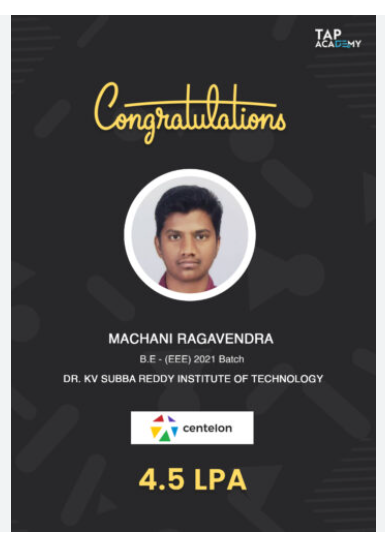 TAP
ACADEMY
Congratulations
MACHANI RAGAVENDRA
B.E - (EEE) 2021 Batch
DR. KV SUBBA REDDY INSTITUTE OF TECHNOLOGY
centelon
4.5 LPA